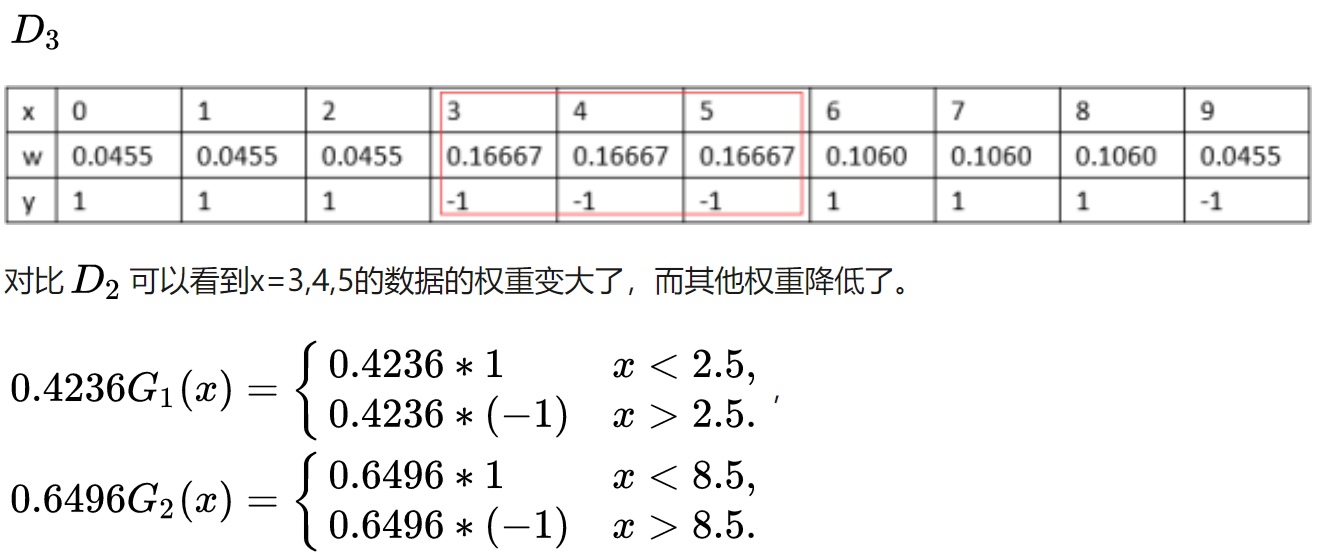 D₃
x 0 1 2 3 4 5 6 7 8 9
w 0.0455 0.0455 0.0455 0.16667 0.16667 0.16667 0.1060 0.1060 0.1060 0.0455
y 1 1 1 -1 -1 -1 1 1 1 -1
对比 D₂ 可以看到x=3,4,5的数据的权重变大了，而其他权重降低了。
0.4236G₁(x) = { 0.4236 * 1 x < 2.5,
0.4236 * (−1) x > 2.5. ,
0.6496G₂(x) = { 0.6496 * 1 x < 8.5,
0.6496 * (−1) x > 8.5.